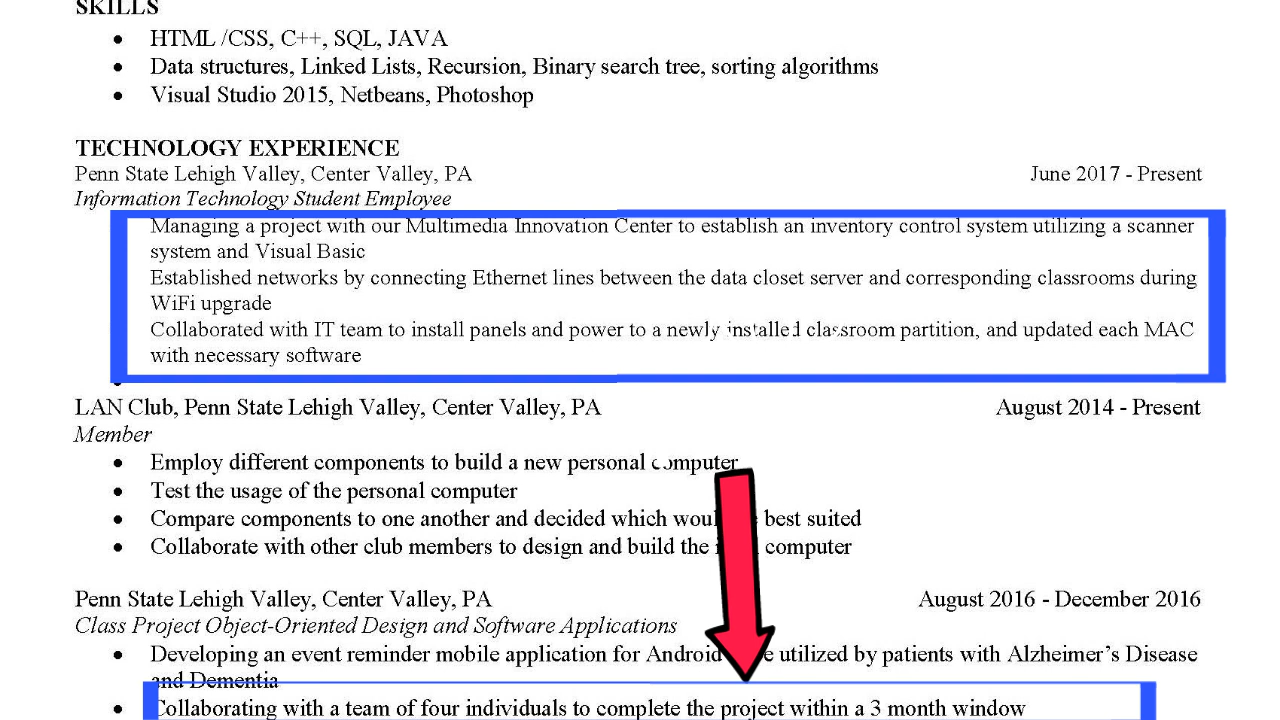 SKILLS
• HTML /CSS, C++, SQL, JAVA
• Data structures, Linked Lists, Recursion, Binary search tree, sorting algorithms
• Visual Studio 2015, Netbeans, Photoshop
TECHNOLOGY EXPERIENCE
Penn State Lehigh Valley, Center Valley, PA June 2017 - Present
Information Technology Student Employee
Managing a project with our Multimedia Innovation Center to establish an inventory control system utilizing a scanner
system and Visual Basic
Established networks by connecting Ethernet lines between the data closet server and corresponding classrooms during
WiFi upgrade
Collaborated with IT team to install panels and power to a newly installed classroom partition, and updated each MAC
with necessary software
LAN Club, Penn State Lehigh Valley, Center Valley, PA August 2014 - Present
Member
• Employ different components to build a new personal computer
• Test the usage of the personal computer
• Compare components to one another and decided which would best suited
• Collaborate with other club members to design and build the computer
Penn State Lehigh Valley, Center Valley, PA August 2016 - December 2016
Class Project Object-Oriented Design and Software Applications
• Developing an event reminder mobile application for Android utilized by patients with Alzheimer's Disease
and Dementia
• Collaborating with a team of four individuals to complete the project within a 3 month window